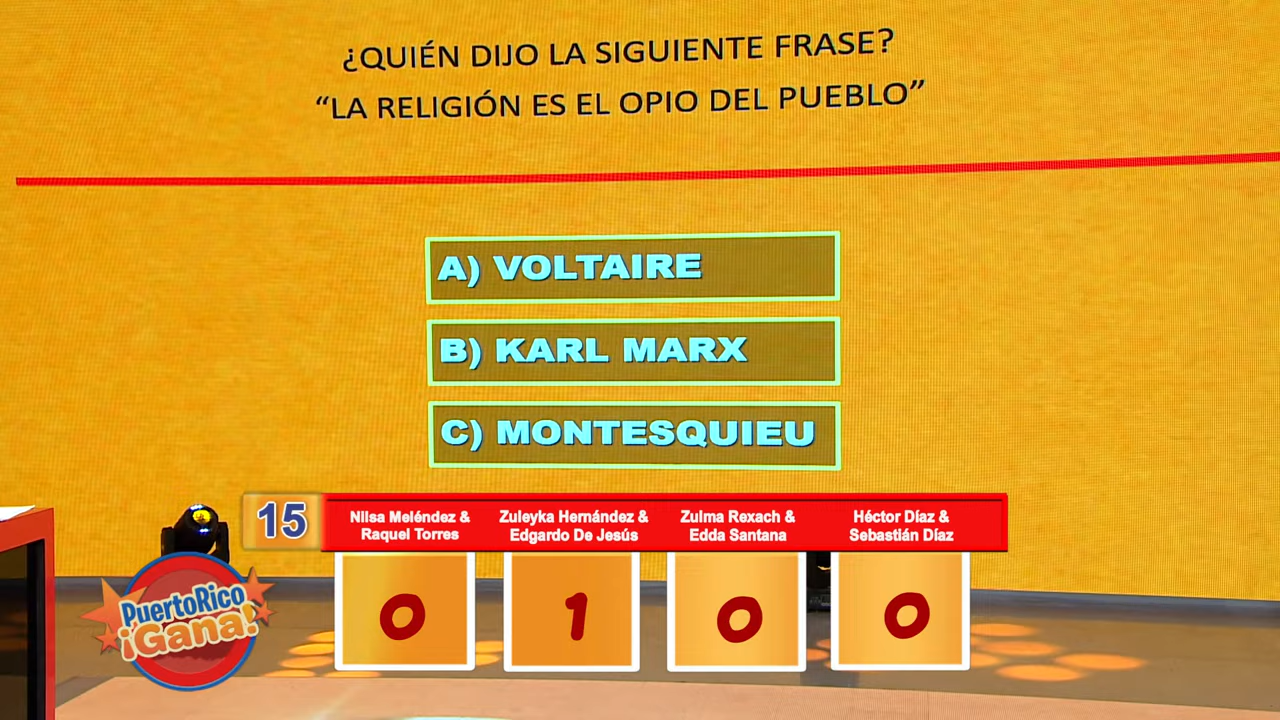 ¿QUIÉN DIJO LA SIGUIENTE FRASE?
“LA RELIGIÓN ES EL OPIO DEL PUEBLO”
A) VOLTAIRE
B) KARL MARX
C) MONTESQUIEU
15
Nilsa Meléndez &
Raquel Torres
Zuleyka Hernández &
Edgardo De Jesús
Zulma Rexach &
Edda Santana
Héctor Díaz &
Sebastián Díaz
0
1
0
0
PuertoRico
¡Gana!